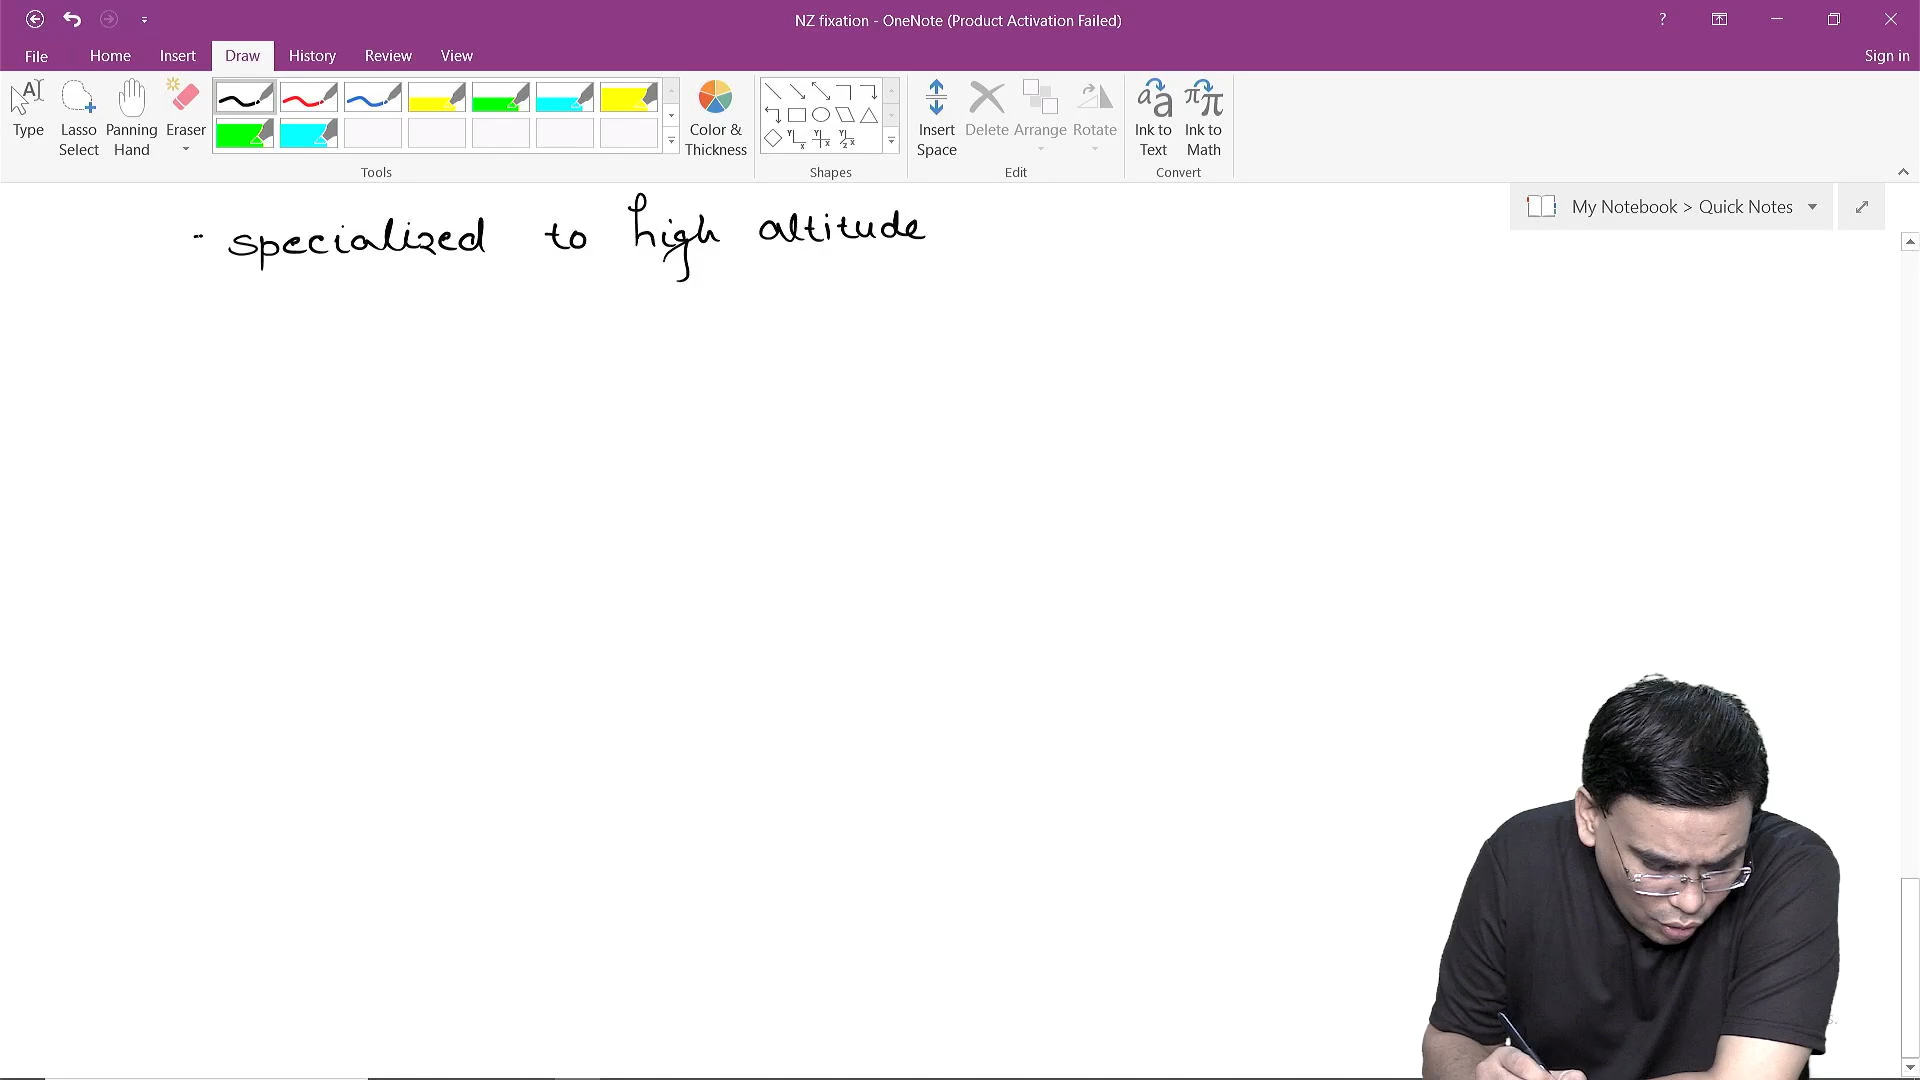 NZ fixation - OneNote (Product Activation Failed)
?
File Home Insert Draw History Review View
Sign in
Type
Lasso Select
Panning Hand
Eraser
Color & Thickness
Insert Space
Delete
Arrange
Rotate
Ink to Text
Ink to Math
Tools
Shapes
Edit
Convert
My Notebook > Quick Notes
- specialized to high altitude